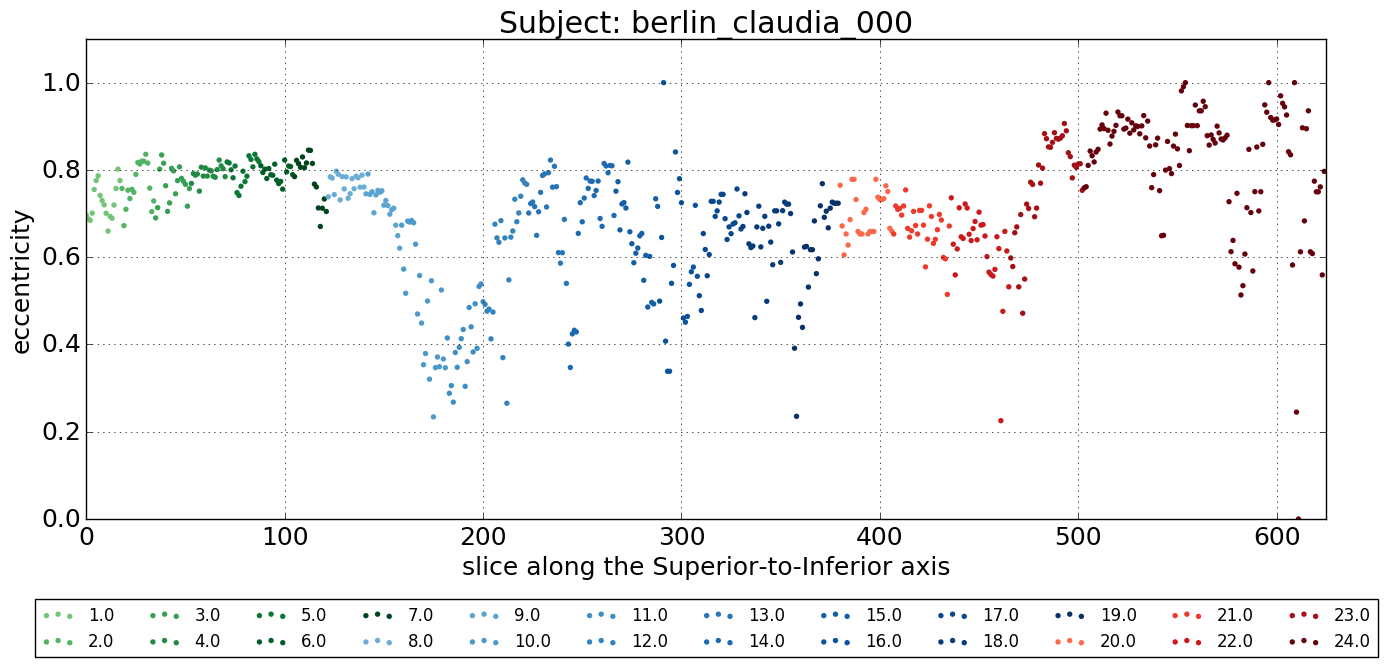 Subject: berlin_claudia_000
eccentricity
1.0
0.8
0.6
0.4
0.2
0.0
0 100 200 300 400 500 600
slice along the Superior-to-Inferior axis
1.0 3.0 5.0 7.0 9.0 11.0 13.0 15.0 17.0 19.0 21.0 23.0
2.0 4.0 6.0 8.0 10.0 12.0 14.0 16.0 18.0 20.0 22.0 24.0